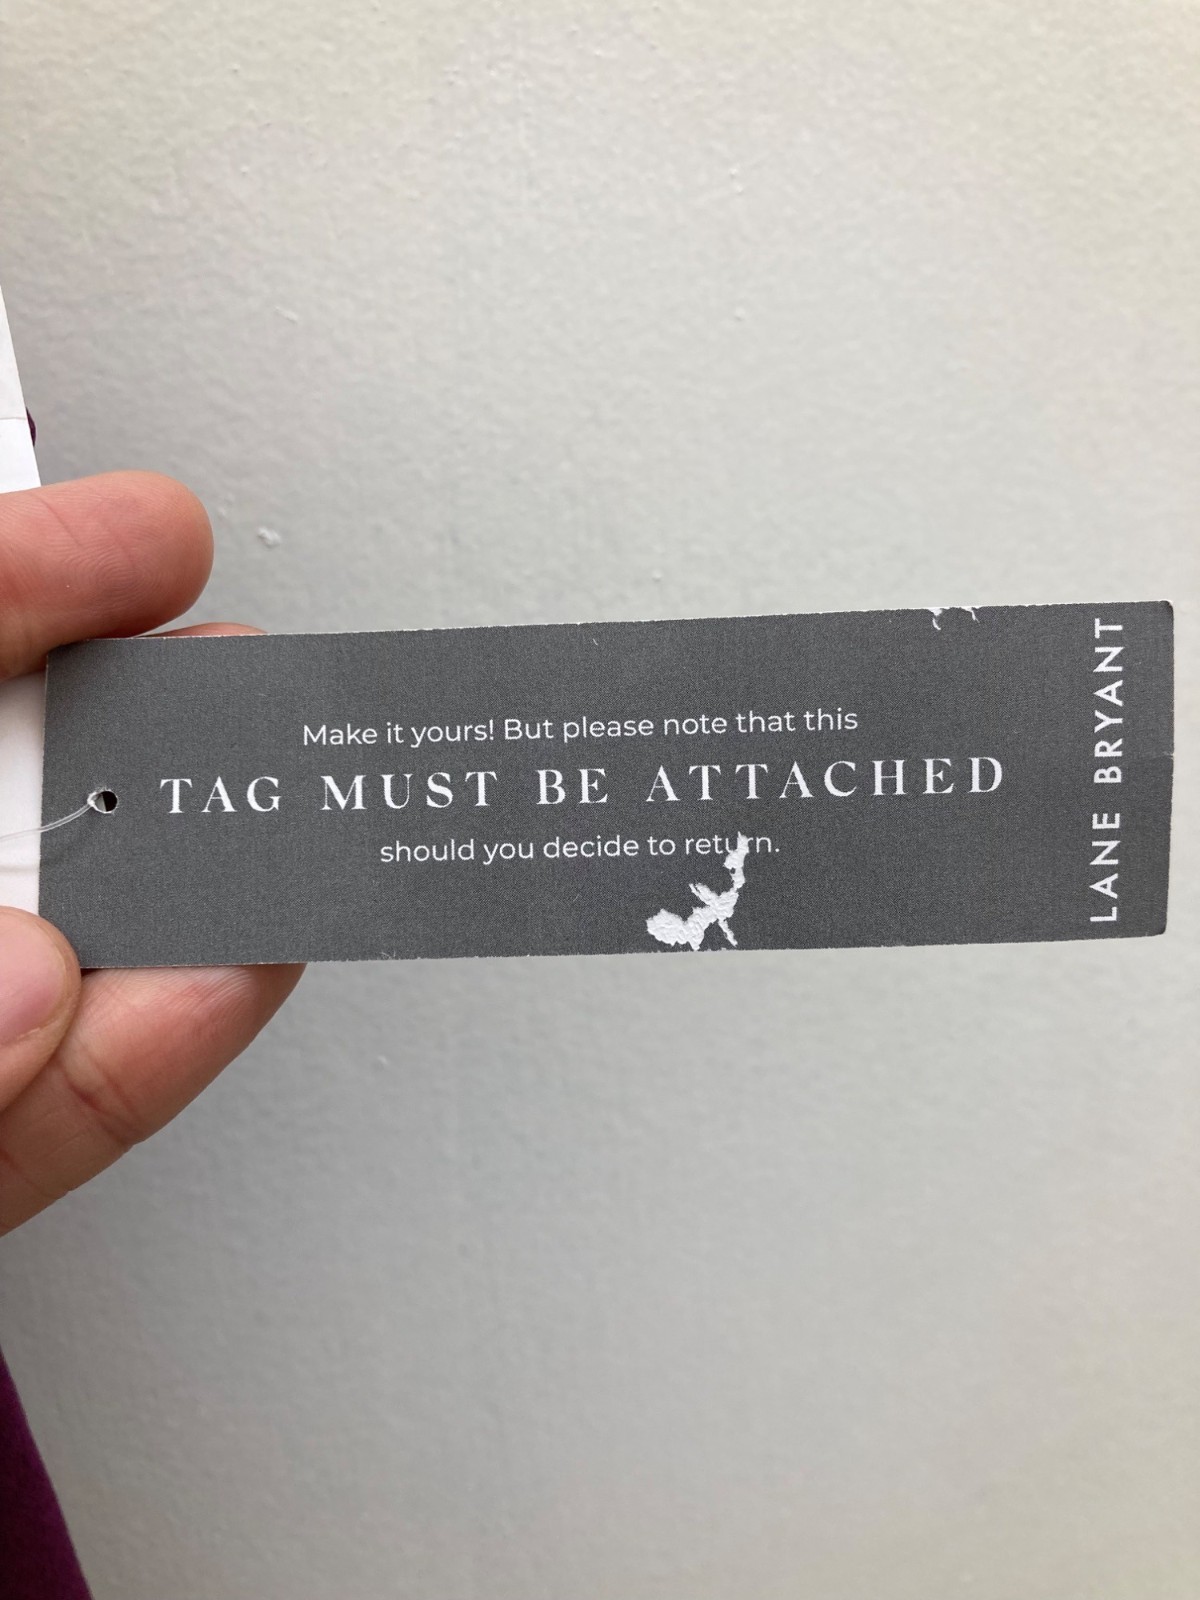 Make it yours! But please note that this
TAG MUST BE ATTACHED
should you decide to return.
LANE BRYANT